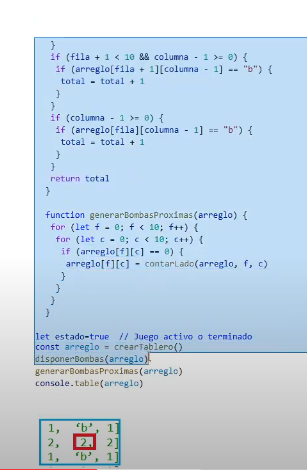 }
if (fila + 1 < 10 && columna - 1 >= 0) {
if (arreglo[fila + 1][columna - 1] == "b") {
total = total + 1
}
}
if (columna - 1 >= 0) {
if (arreglo[fila][columna - 1] == "b") {
total = total + 1
}
}
return total
}
function generarBombasProximas(arreglo) {
for (let f = 0; f < 10; f++) {
for (let c = 0; c < 10; c++) {
if (arreglo[f][c] == 0) {
arreglo[f][c] = contarLado(arreglo, f, c)
}
}
}
}
let estado=true // Juego activo o terminado
const arreglo = crearTablero()
disponerBombas(arreglo)
generarBombasProximas(arreglo)
console.table(arreglo)
1, ‘b’, 1]
2, 2, 2]
1, ‘b’, 1]